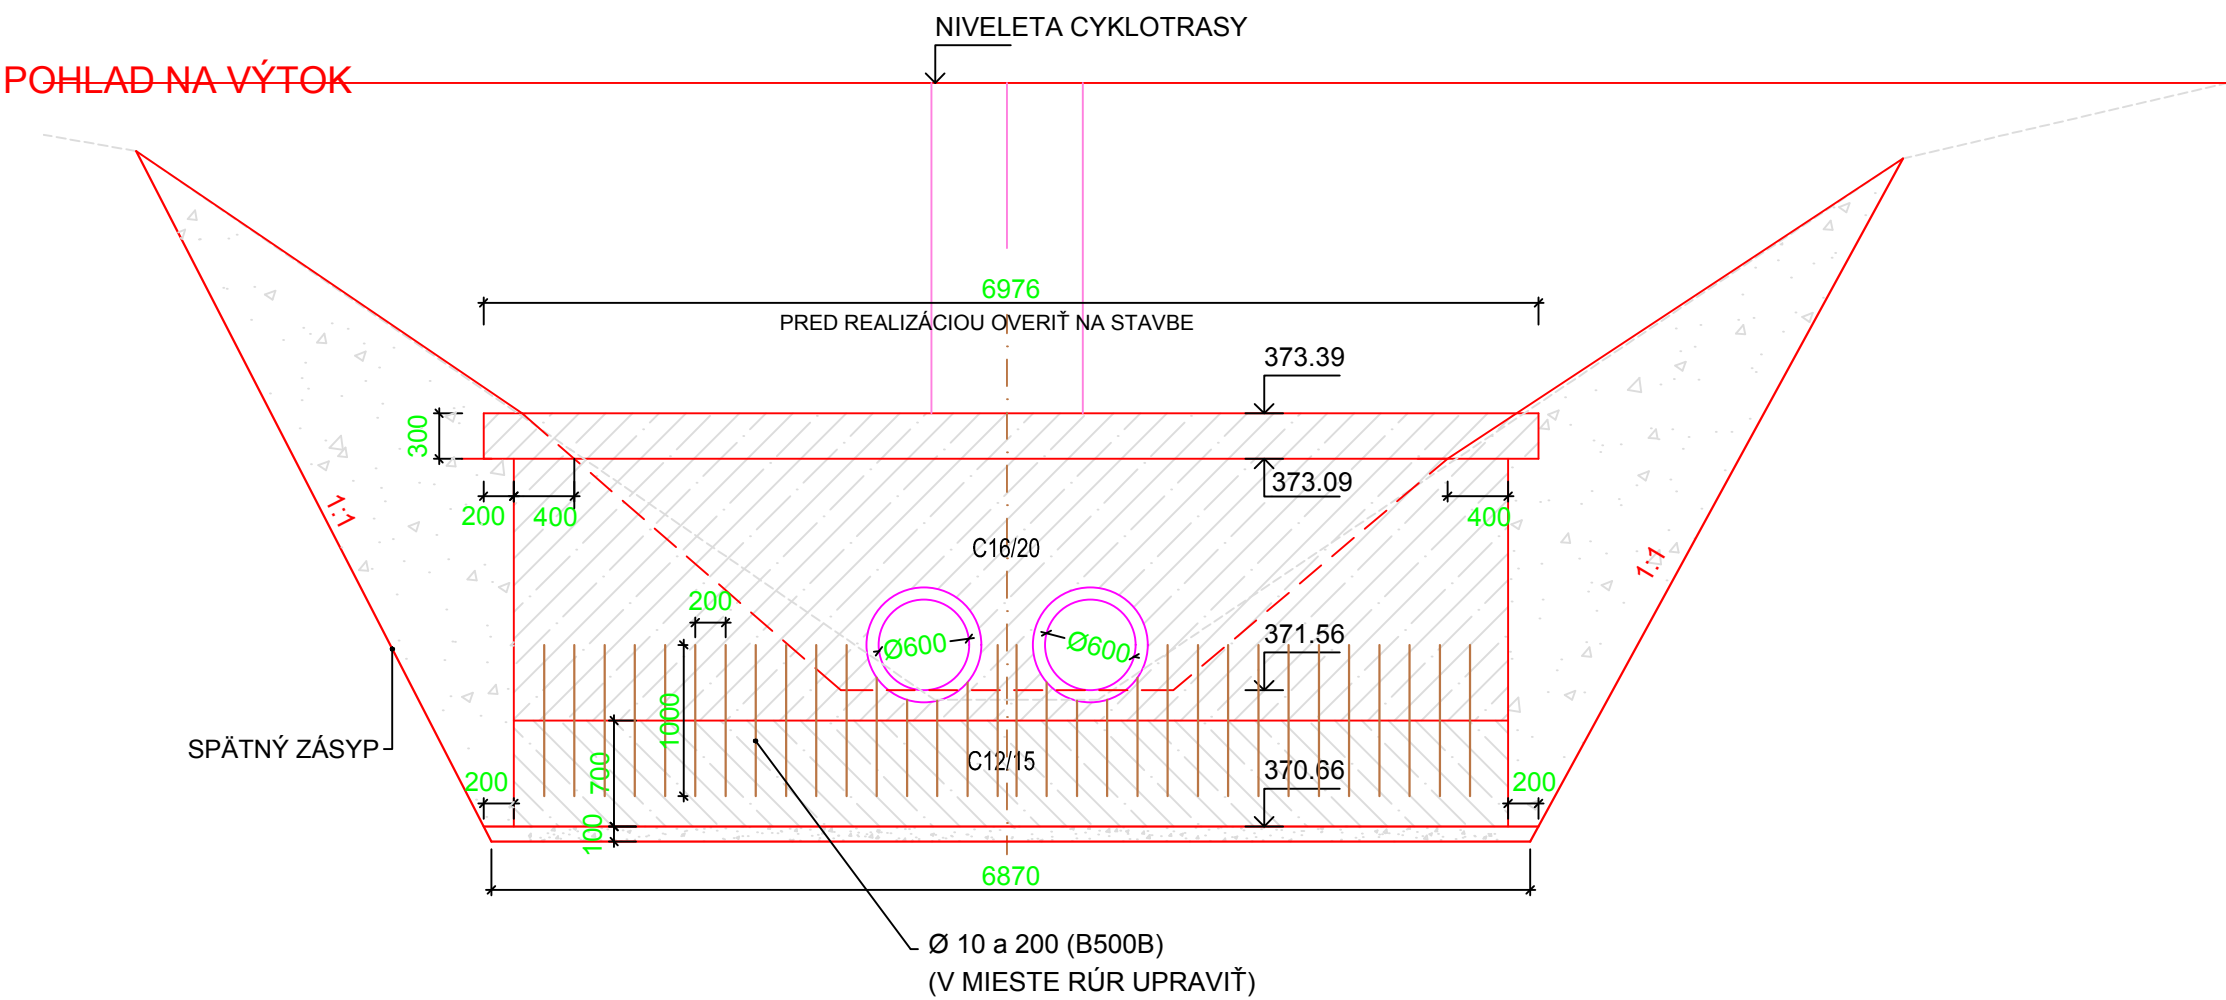 NIVELETA CYKLOTRASY
POHLAD NA VÝTOK
6976
PRED REALIZÁCIOU OVERIŤ NA STAVBE
373.39
300
373.09
200
400
400
1:1
C16/20
1:1
200
Ø600
Ø600
371.56
1000
SPÄTNÝ ZÁSYP
700
C12/15
370.66
200
200
100
6870
Ø 10 a 200 (B500B)
(V MIESTE RÚR UPRAVIŤ)